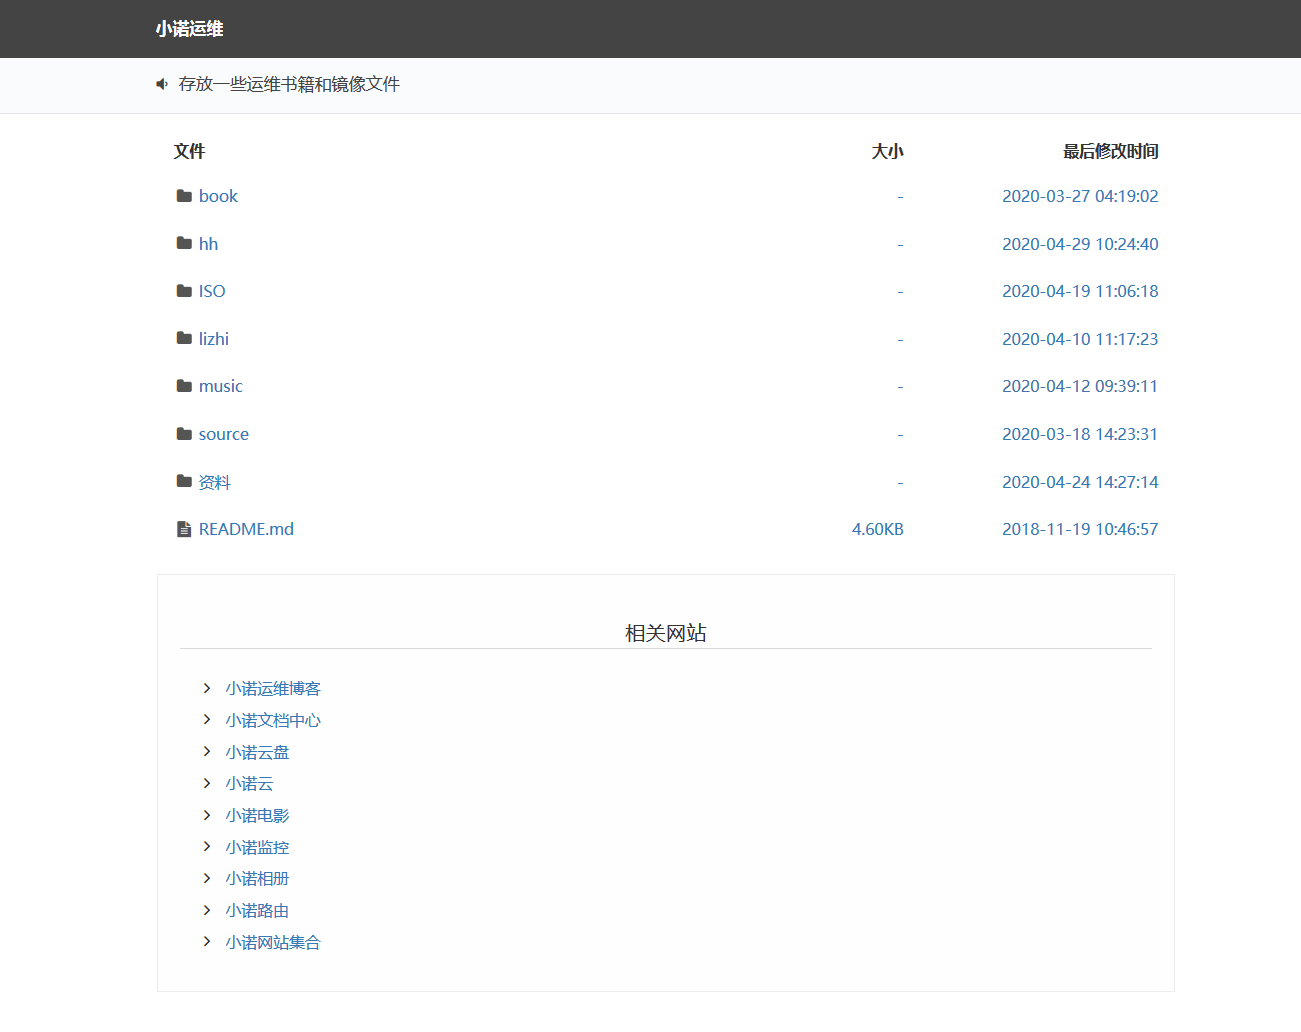 小诺运维
存放一些运维书籍和镜像文件
文件 大小 最后修改时间
book - 2020-03-27 04:19:02
hh - 2020-04-29 10:24:40
ISO - 2020-04-19 11:06:18
lizhi - 2020-04-10 11:17:23
music - 2020-04-12 09:39:11
source - 2020-03-18 14:23:31
资料 - 2020-04-24 14:27:14
README.md 4.60KB 2018-11-19 10:46:57
相关网站
小诺运维博客
小诺文档中心
小诺云盘
小诺云
小诺电影
小诺监控
小诺相册
小诺路由
小诺网站集合